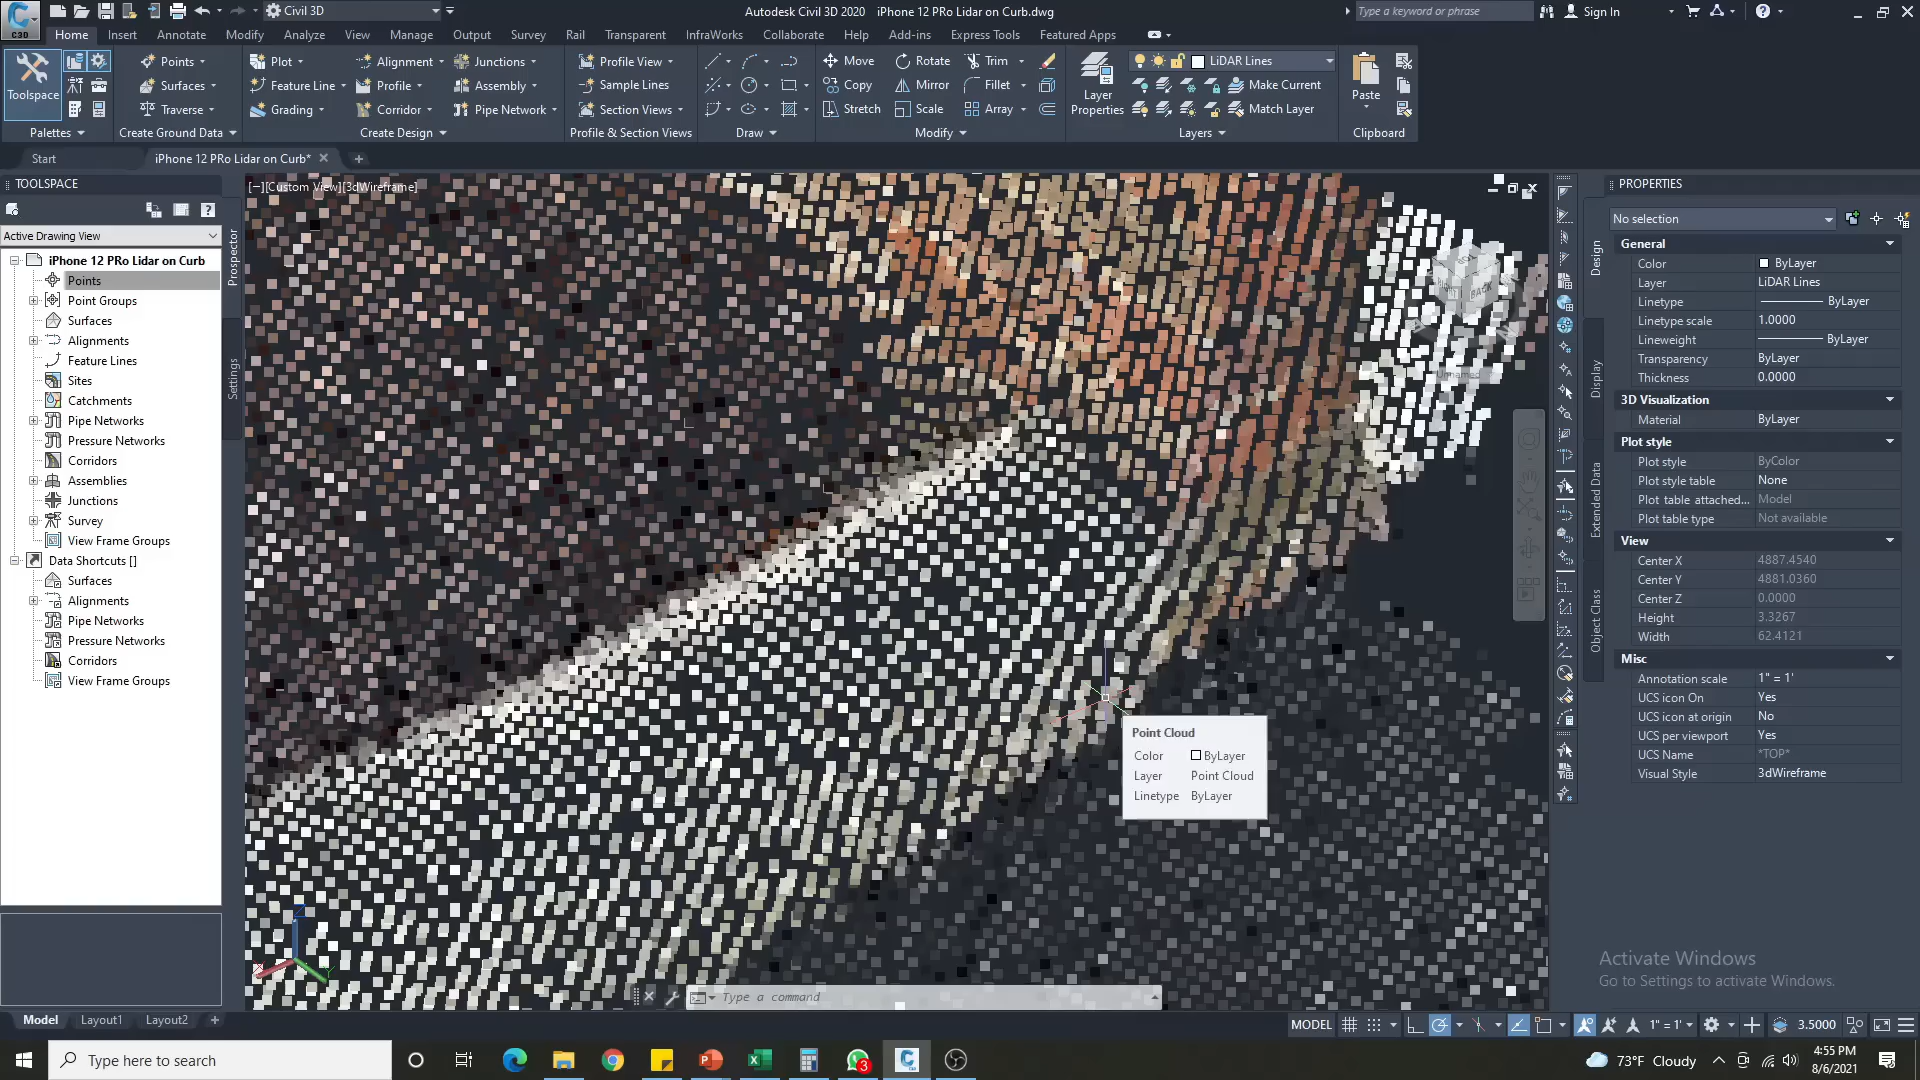 Civil 3D
Autodesk Civil 3D 2020 iPhone 12 PRo Lidar on Curb.dwg
Type a keyword or phrase
Sign In
C3D
Home Insert Annotate Modify Analyze View Manage Output Survey Rail Transparent InfraWorks Collaborate Help Add-ins Express Tools Featured Apps
Toolspace
Points
Surfaces
Traverse
Plot
Feature Line
Grading
Alignment
Profile
Corridor
Junctions
Assembly
Pipe Network
Profile View
Sample Lines
Section Views
Move
Copy
Stretch
Rotate
Mirror
Scale
Trim
Fillet
Array
Layer
Properties
LiDAR Lines
Make Current
Match Layer
Paste
Palettes
Create Ground Data
Create Design
Profile & Section Views
Draw
Modify
Layers
Clipboard
Start
iPhone 12 PRo Lidar on Curb*
TOOLSPACE
Active Drawing View
iPhone 12 PRo Lidar on Curb
Points
Point Groups
Surfaces
Alignments
Feature Lines
Sites
Catchments
Pipe Networks
Pressure Networks
Corridors
Assemblies
Junctions
Survey
View Frame Groups
Data Shortcuts []
Surfaces
Alignments
Pipe Networks
Pressure Networks
Corridors
View Frame Groups
Prospector
Settings
[−][Custom View][3dWireframe]
BACK
Unnamed
Point Cloud
Color ByLayer
Layer Point Cloud
Linetype ByLayer
X
Y
Z
Type a command
PROPERTIES
Design
Display
Extended Data
Object Class
No selection
General
Color ByLayer
Layer LiDAR Lines
Linetype ByLayer
Linetype scale 1.0000
Lineweight ByLayer
Transparency ByLayer
Thickness 0.0000
3D Visualization
Material ByLayer
Plot style
Plot style ByColor
Plot style table None
Plot table attached... Model
Plot table type Not available
View
Center X 4887.4540
Center Y 4881.0360
Center Z 0.0000
Height 3.3267
Width 62.4121
Misc
Annotation scale 1" = 1'
UCS icon On Yes
UCS icon at origin No
UCS per viewport Yes
UCS Name *TOP*
Visual Style 3dWireframe
Activate Windows
Go to Settings to activate Windows.
Model Layout1 Layout2
MODEL
1" = 1'
3.5000
Type here to search
3
73°F Cloudy
4:55 PM
8/6/2021